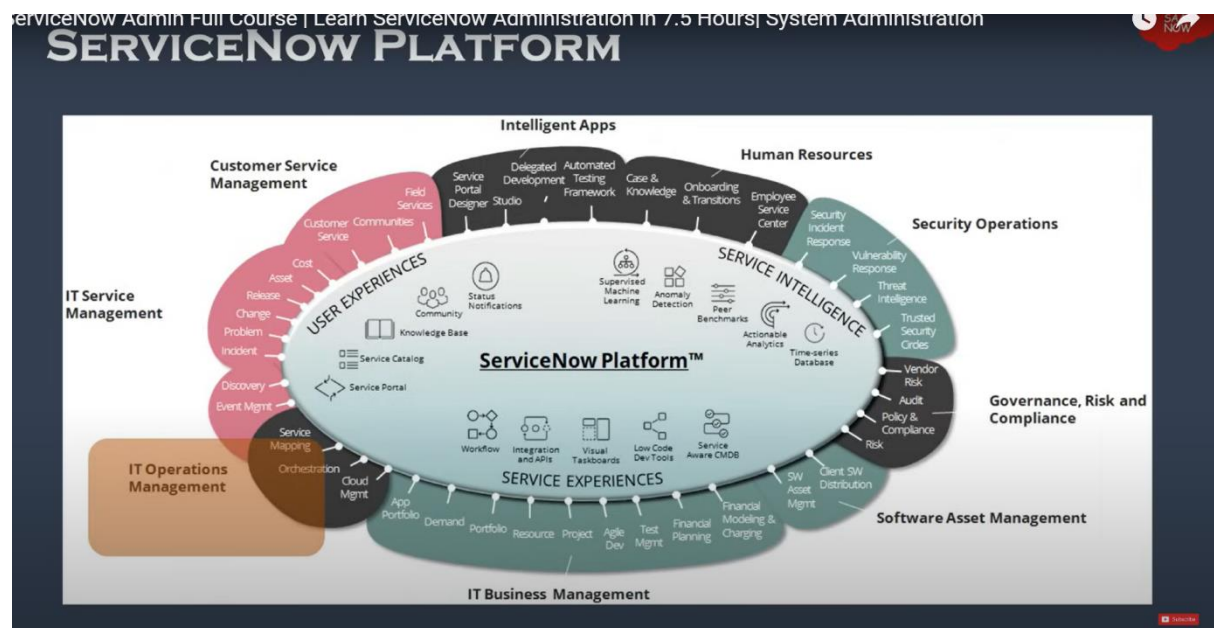 ServiceNow Admin Full Course | Learn ServiceNow Administration in 7.5 Hours| System Administration
SERVICENOW PLATFORM
NOW
Intelligent Apps
Customer Service
Management
Human Resources
Security Operations
IT Service
Management
Governance, Risk and
Compliance
IT Operations
Management
Software Asset Management
IT Business Management
Service
Portal
Designer
Studio
Delegated
Development
Automated
Testing
Framework
Case &
Knowledge
Onboarding
& Transitions
Employee
Service
Center
Security
Incident
Response
Vulnerability
Response
Threat
Intelligence
Trusted
Security
Circles
Vendor
Risk
Audit
Policy &
Compliance
Risk
Client SW
Distribution
SW
Asset
Mgmt
Financial
Modeling &
Charging
Financial
Planning
Test
Mgmt
Agile
Dev
Project
Resource
Portfolio
Demand
App
Portfolio
Cloud
Mgmt
Orchestration
Service
Mapping
Event Mgmt
Discovery
Incident
Problem
Change
Release
Asset
Cost
Customer
Service
Communities
Field
Services
USER EXPERIENCES
SERVICE INTELLIGENCE
Status
Notifications
Community
Knowledge Base
Service Catalog
Service Portal
Supervised
Machine
Learning
Anomaly
Detection
Peer
Benchmarks
Actionable
Analytics
Time-series
Database
ServiceNow Platform™
Workflow
Integration
and APIs
Visual
Taskboards
Low Code
Dev Tools
Service
Aware CMDB
SERVICE EXPERIENCES
Subscribe